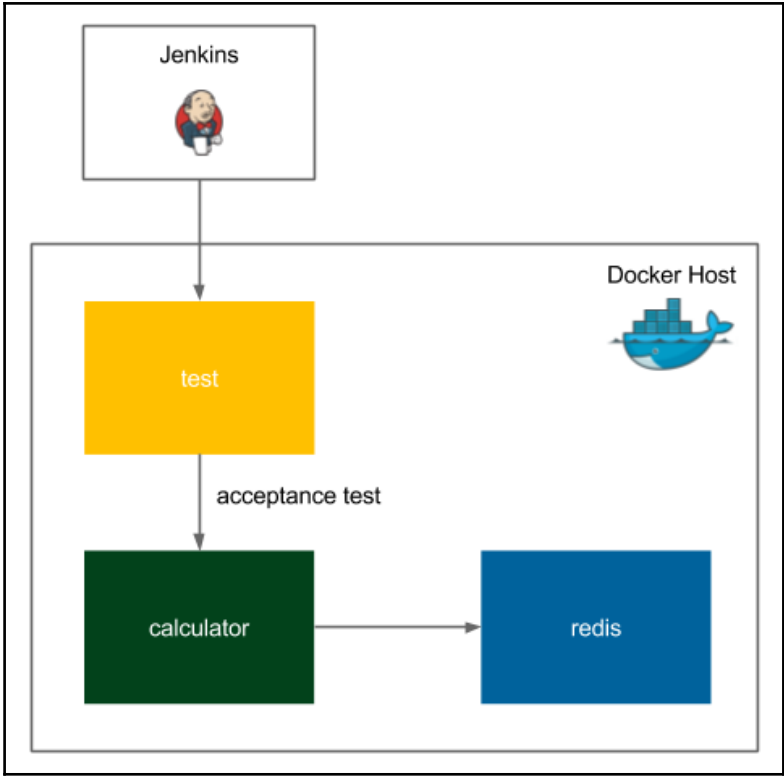 Jenkins
Docker Host
test
acceptance test
calculator
redis